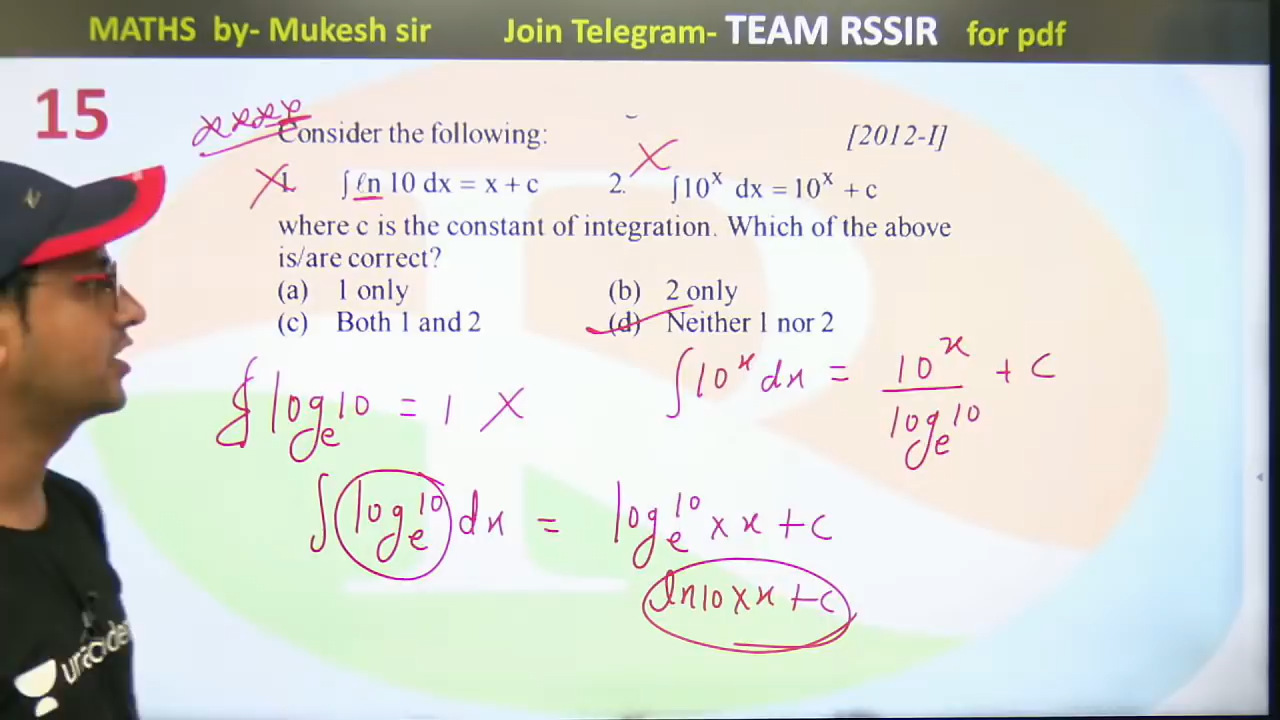 MATHS by- Mukesh sir Join Telegram- TEAM RSSIR for pdf
15
xxxx
Consider the following: [2012-I]
1. ∫ ℓn 10 dx = x + c 2. ∫10ˣ dx = 10ˣ + c
where c is the constant of integration. Which of the above
is/are correct?
(a) 1 only (b) 2 only
(c) Both 1 and 2 (d) Neither 1 nor 2
∫10ˣ dx = 10ˣ / logₑ10 + c
∫ logₑ10 = 1 X
∫ logₑ10 dx = logₑ10 × x + c
ln10 × x + c